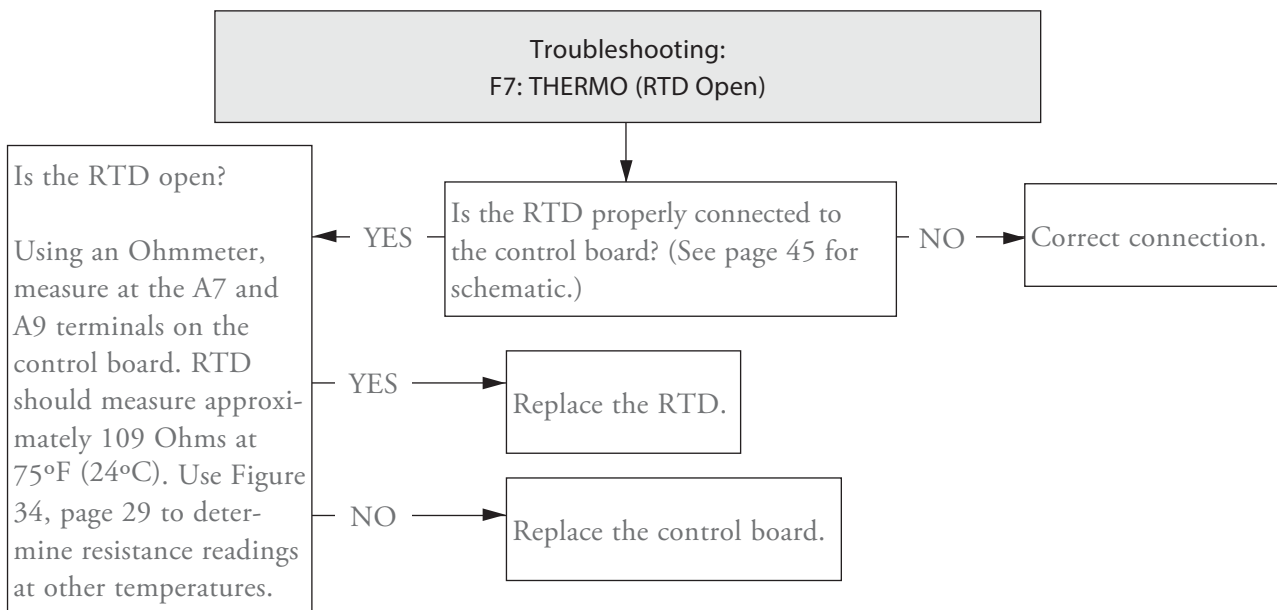 Troubleshooting:
F7: THERMO (RTD Open)
Is the RTD properly connected to
the control board? (See page 45 for
schematic.)
NO
Correct connection.
YES
Is the RTD open?
Using an Ohmmeter,
measure at the A7 and
A9 terminals on the
control board. RTD
should measure approxi-
mately 109 Ohms at
75ºF (24ºC). Use Figure
34, page 29 to deter-
mine resistance readings
at other temperatures.
YES
Replace the RTD.
NO
Replace the control board.